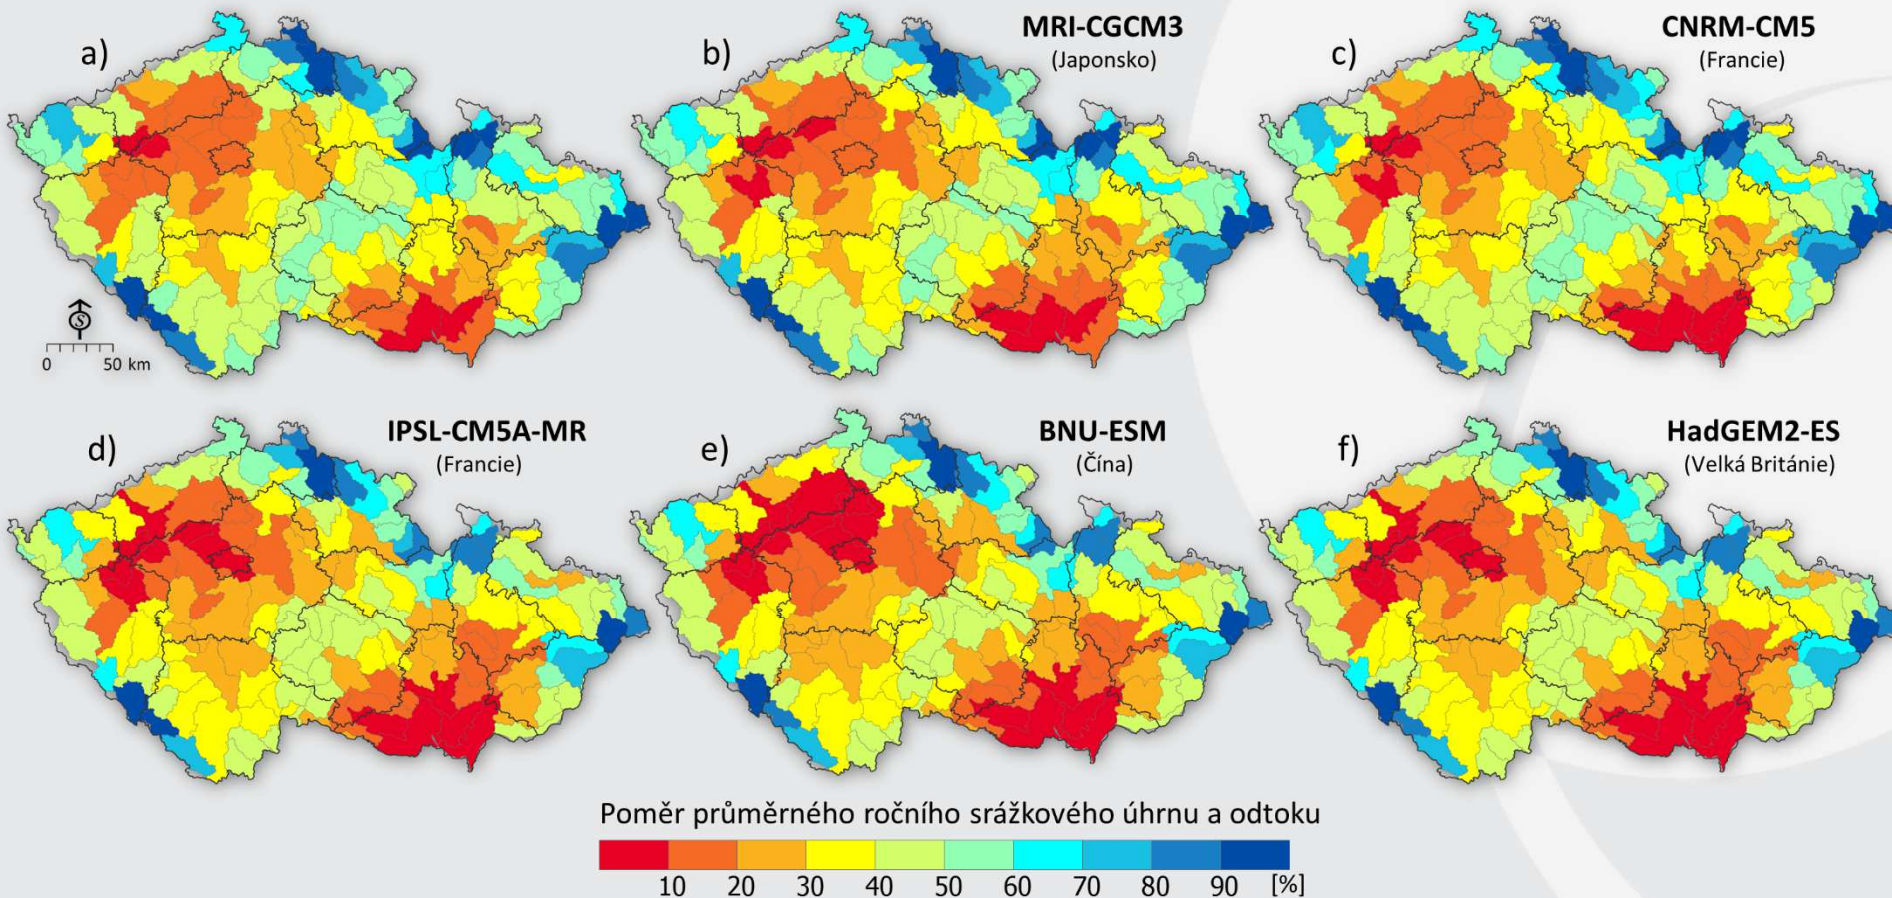 a)
b)
MRI-CGCM3
(Japonsko)
c)
CNRM-CM5
(Francie)
S
0 50 km
d)
IPSL-CM5A-MR
(Francie)
e)
BNU-ESM
(Čína)
f)
HadGEM2-ES
(Velká Británie)
Poměr průměrného ročního srážkového úhrnu a odtoku
10 20 30 40 50 60 70 80 90 [%]